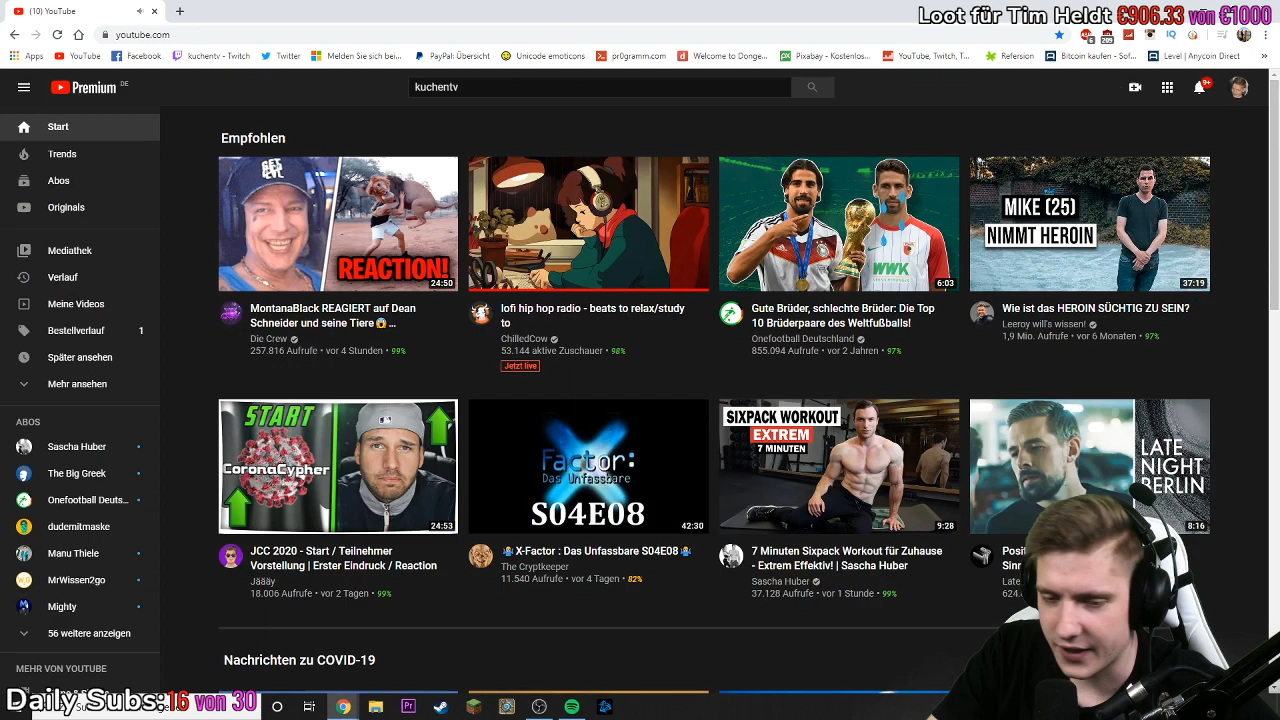 (10) YouTube
Loot für Tim Heldt €906.33 von €1000
youtube.com
Apps YouTube Facebook kuchentv - Twitch Twitter Melden Sie sich bei... PayPal Übersicht Unicode emoticons pr0gramm.com Welcome to Donge... Pixabay - Kostenlos... YouTube, Twitch, T... Refersion Bitcoin kaufen - Sof... Level | Anycoin Direct
Premium DE
kuchentv
9+
Start
Trends
Abos
Originals
Mediathek
Verlauf
Meine Videos
Bestellverlauf 1
Später ansehen
Mehr ansehen
ABOS
Sascha Huber
The Big Greek
Onefootball Deuts...
dudemitmaske
Manu Thiele
MrWissen2go
Mighty
56 weitere anzeigen
MEHR VON YOUTUBE
Empfohlen
REACTION!
24:50
MontanaBlack REAGIERT auf Dean
Schneider und seine Tiere😱 ...
Die Crew
257.816 Aufrufe • vor 4 Stunden • 99%
lofi hip hop radio - beats to relax/study
to
ChilledCow
53.144 aktive Zuschauer • 98%
Jetzt live
WWK
6:03
Gute Brüder, schlechte Brüder: Die Top
10 Brüderpaare des Weltfußballs!
Onefootball Deutschland
855.094 Aufrufe • vor 2 Jahren • 97%
MIKE (25)
NIMMT HEROIN
37:19
Wie ist das HEROIN SÜCHTIG ZU SEIN?
Leeroy will's wissen!
1,9 Mio. Aufrufe • vor 6 Monaten • 97%
START
CoronaCypher
24:53
JCC 2020 - Start / Teilnehmer
Vorstellung | Erster Eindruck / Reaction
Jäääy
18.006 Aufrufe • vor 2 Tagen • 99%
X Factor:
Das Unfassbare
S04E08
42:30
X-Factor : Das Unfassbare S04E08
The Cryptkeeper
11.540 Aufrufe • vor 4 Tagen • 82%
SIXPACK WORKOUT
EXTREM
7 MINUTEN
9:28
7 Minuten Sixpack Workout für Zuhause
- Extrem Effektiv! | Sascha Huber
Sascha Huber
37.128 Aufrufe • vor 1 Stunde • 99%
LATE
NIGHT
BERLIN
8:16
Posi
Sinn
Late
624.
Nachrichten zu COVID-19
Daily Subs: 16 von 30